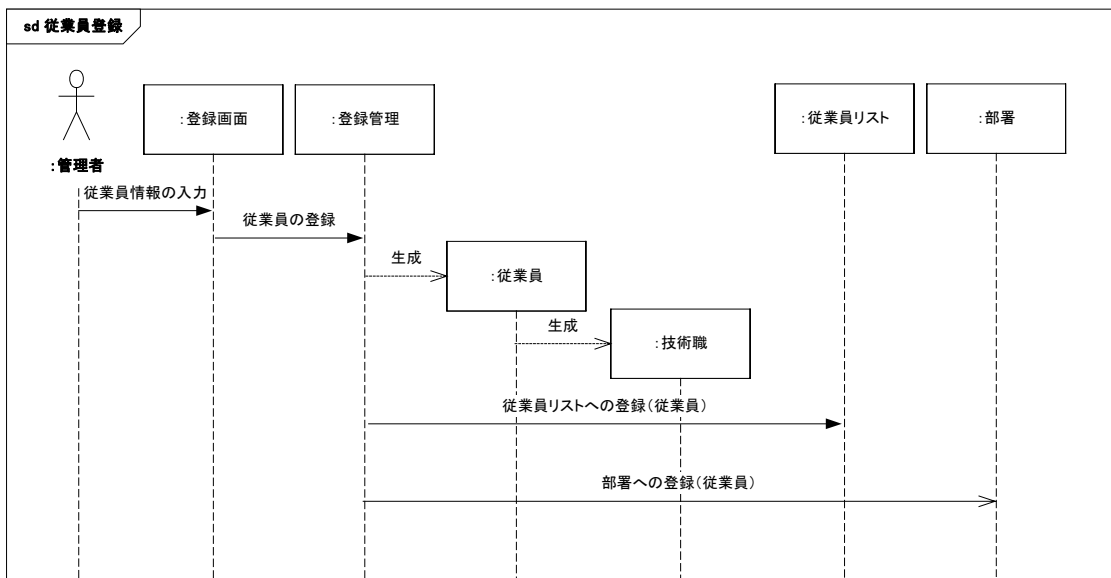 sd 従業員登録
:登録画面
:登録管理
:従業員リスト
:部署
:管理者
従業員情報の入力
従業員の登録
生成
:従業員
生成
:技術職
従業員リストへの登録(従業員)
部署への登録(従業員)